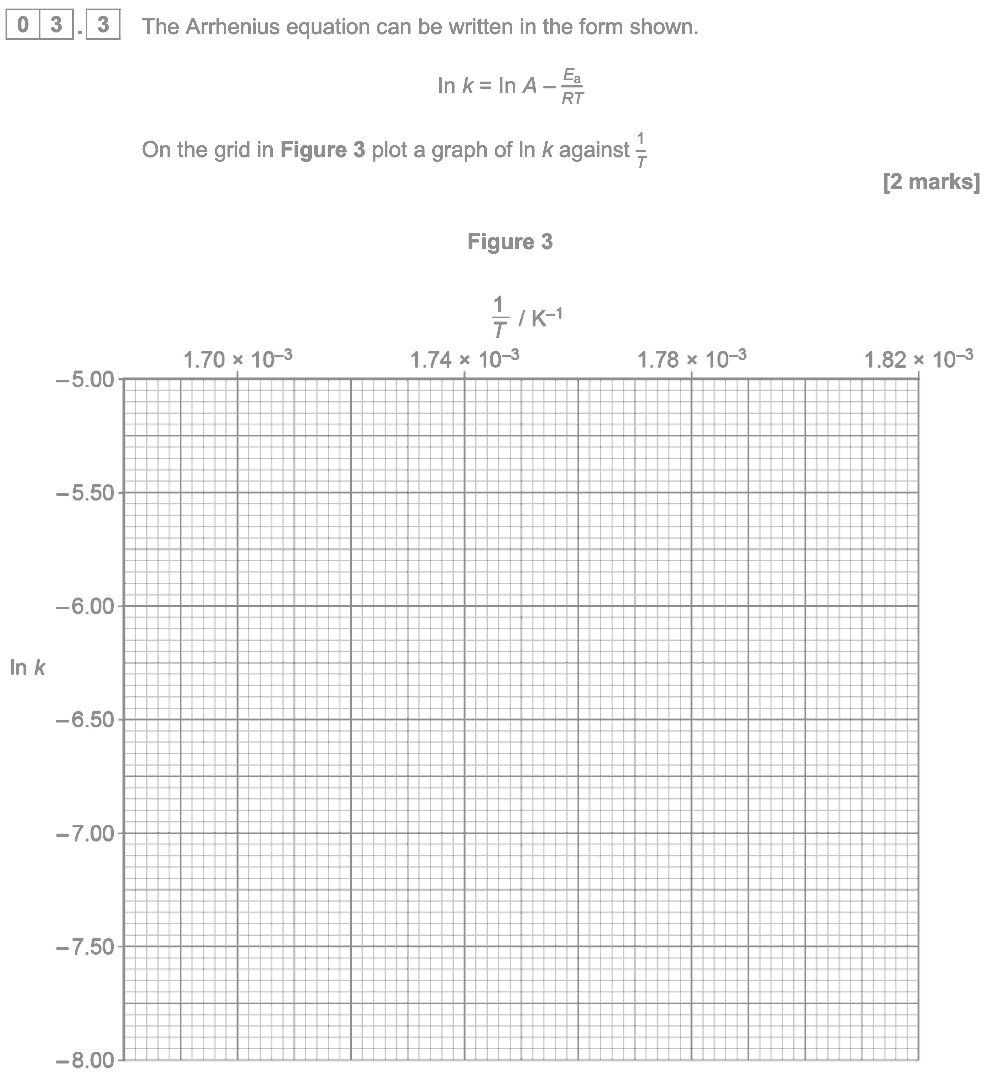 0 3 . 3 The Arrhenius equation can be written in the form shown.
ln k = ln A – Ea/RT
On the grid in Figure 3 plot a graph of ln k against 1/T
[2 marks]
Figure 3
1/T / K–1
1.70 × 10–3 1.74 × 10–3 1.78 × 10–3 1.82 × 10–3
–5.00
–5.50
–6.00
ln k
–6.50
–7.00
–7.50
–8.00